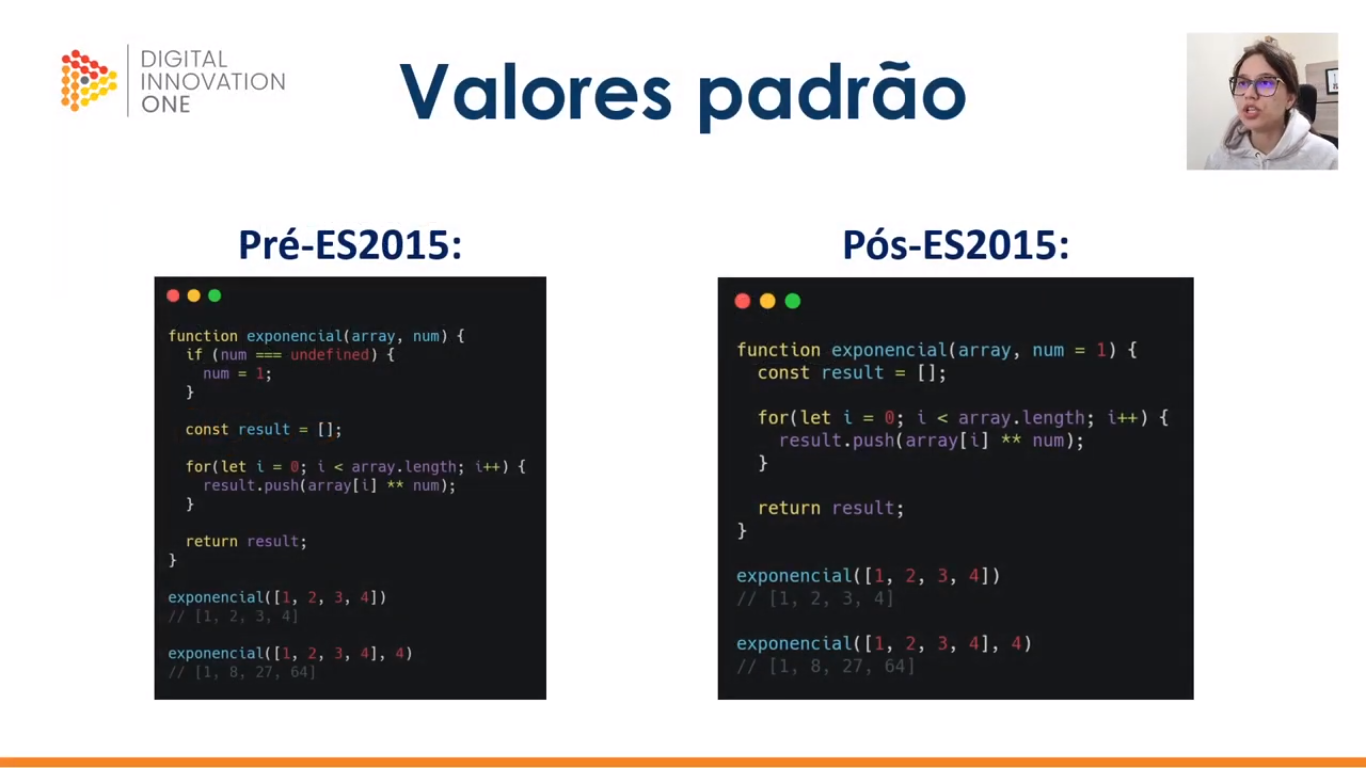 DIGITAL
INNOVATION
ONE
Valores padrão
Pré-ES2015:
function exponencial(array, num) {
if (num === undefined) {
num = 1;
}
const result = [];
for(let i = 0; i < array.length; i++) {
result.push(array[i] ** num);
}
return result;
}
exponencial([1, 2, 3, 4])
// [1, 2, 3, 4]
exponencial([1, 2, 3, 4], 4)
// [1, 8, 27, 64]
Pós-ES2015:
function exponencial(array, num = 1) {
const result = [];
for(let i = 0; i < array.length; i++) {
result.push(array[i] ** num);
}
return result;
}
exponencial([1, 2, 3, 4])
// [1, 2, 3, 4]
exponencial([1, 2, 3, 4], 4)
// [1, 8, 27, 64]